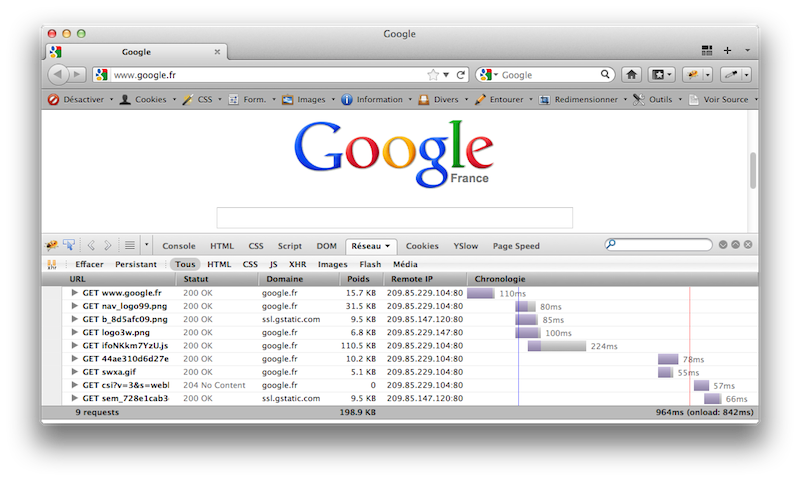 Google
Google
www.google.fr Google
Désactiver Cookies CSS Form. Images Information Divers Entourer Redimensionner Outils Voir Source
Google
France
Console HTML CSS Script DOM Réseau Cookies YSlow Page Speed
Effacer Persistant Tous HTML CSS JS XHR Images Flash Média
URL Statut Domaine Poids Remote IP Chronologie
GET www.google.fr 200 OK google.fr 15.7 KB 209.85.229.104:80 110ms
GET nav_logo99.png 200 OK google.fr 31.5 KB 209.85.229.104:80 80ms
GET b_8d5afc09.png 200 OK ssl.gstatic.com 9.5 KB 209.85.147.120:80 85ms
GET logo3w.png 200 OK google.fr 6.8 KB 209.85.147.147:80 100ms
GET ifoNKkm7YzU.js 200 OK google.fr 110.5 KB 209.85.229.104:80 224ms
GET 44ae310d6d27e 200 OK google.fr 10.2 KB 209.85.229.104:80 78ms
GET swxa.gif 200 OK google.fr 5.1 KB 209.85.229.104:80 55ms
GET csi?v=3&s=webl 204 No Content google.fr 0 209.85.229.104:80 57ms
GET sem_728e1cab3 200 OK ssl.gstatic.com 9.5 KB 209.85.147.120:80 66ms
9 requests 198.9 KB 964ms (onload: 842ms)